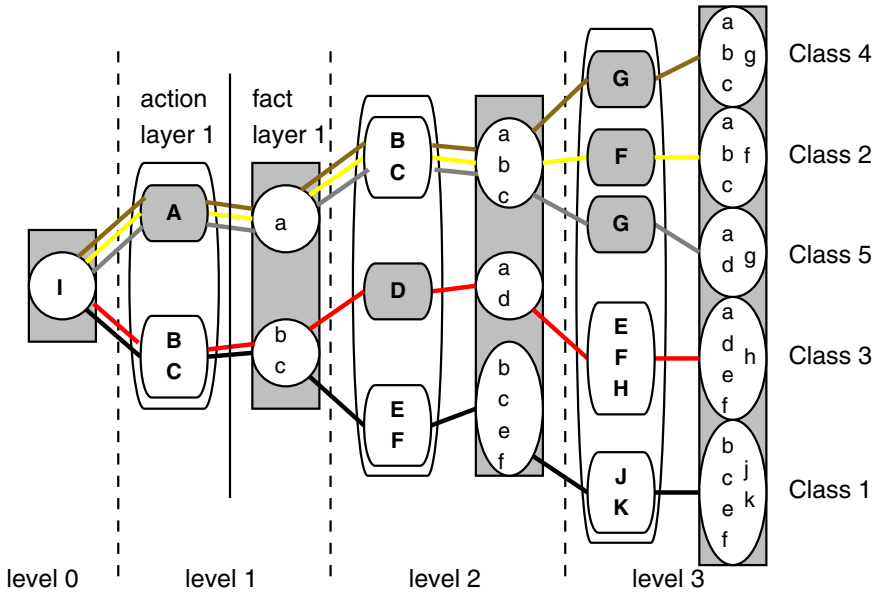 action
layer 1
fact
layer 1
I
A
B
C
a
b
c
B
C
D
E
F
a
b
c
a
d
b
c
e
f
G
F
G
E
F
H
J
K
a
b g
c
a
b f
c
a
d g
a
d
h
e
f
b
j
c
k
e
f
Class 4
Class 2
Class 5
Class 3
Class 1
level 0
level 1
level 2
level 3